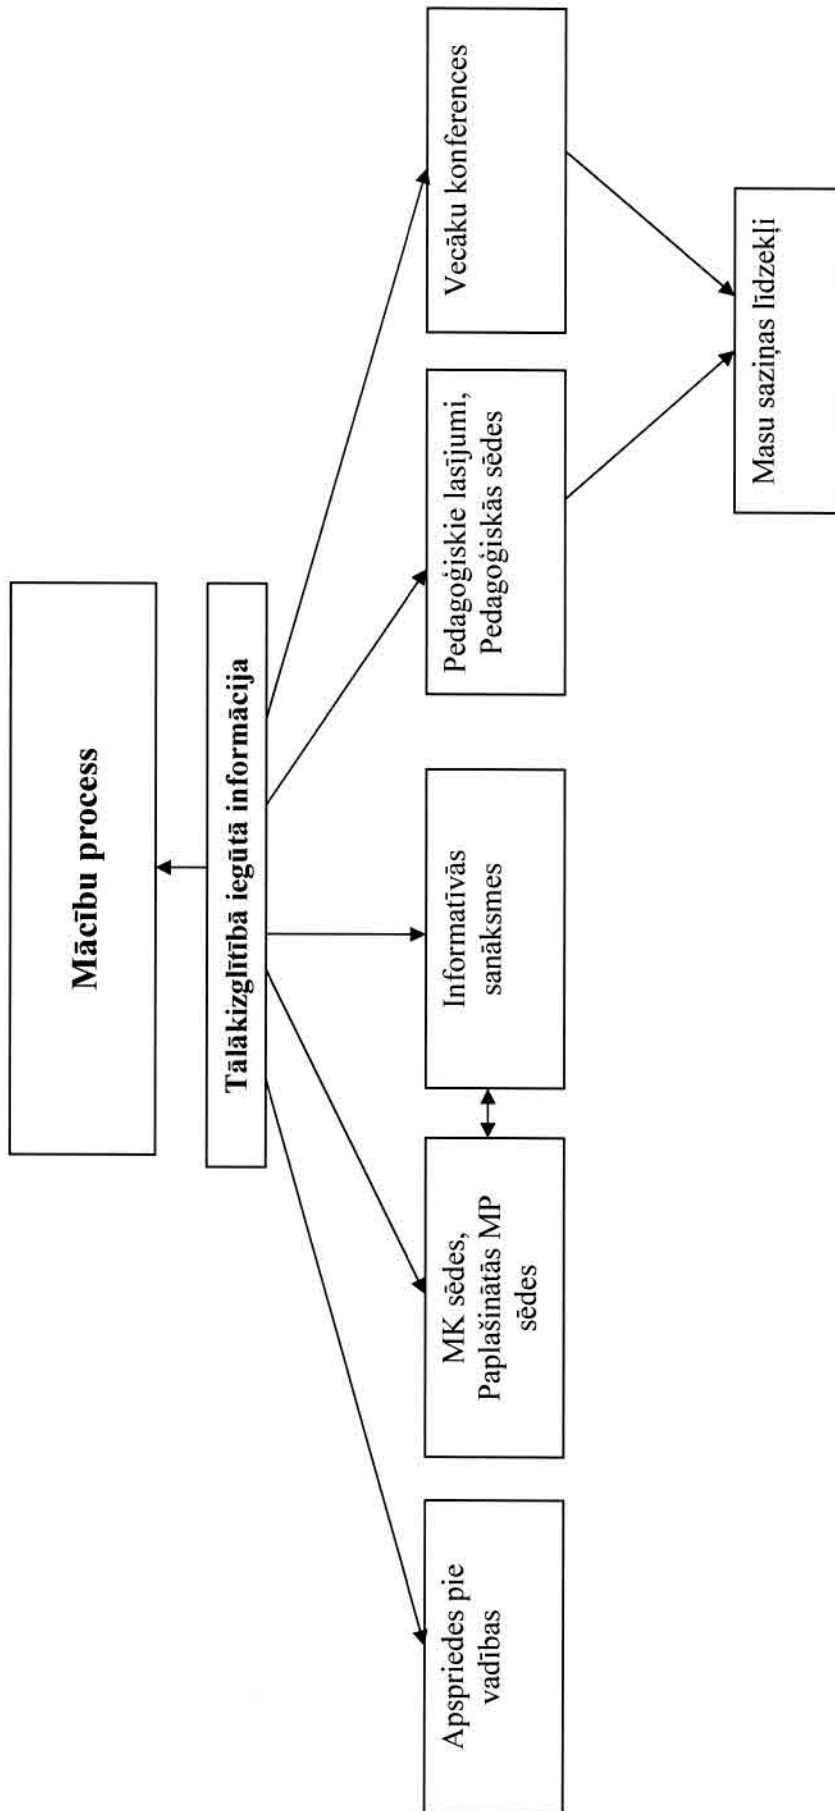 Mācību process
Tālākizglītībā iegūtā informācija
Apspriedes pie
vadības
MK sēdes,
Paplašinātās MP
sēdes
Informatīvās
sanāksmes
Pedagoģiskie lasījumi,
Pedagoģiskās sēdes
Vecāku konferences
Masu saziņas līdzekļi